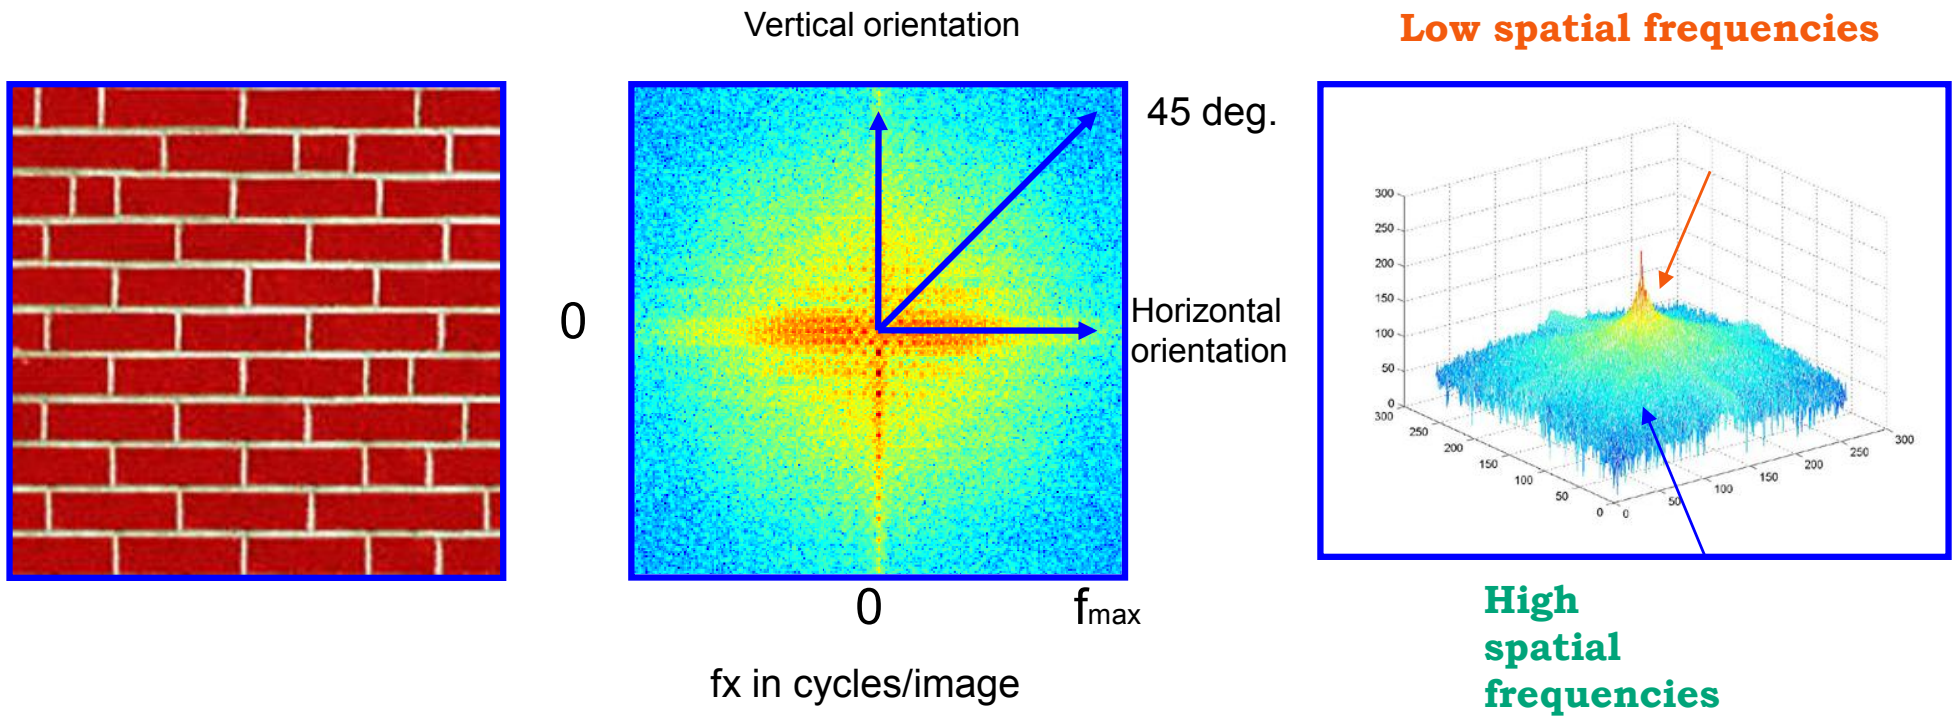 Vertical orientation
Low spatial frequencies
45 deg.
0
Horizontal
orientation
0
f max
fx in cycles/image
300
250
200
150
100
50
0
300
250
200
150
100
50
0
0
50
100
150
200
250
300
High
spatial
frequencies